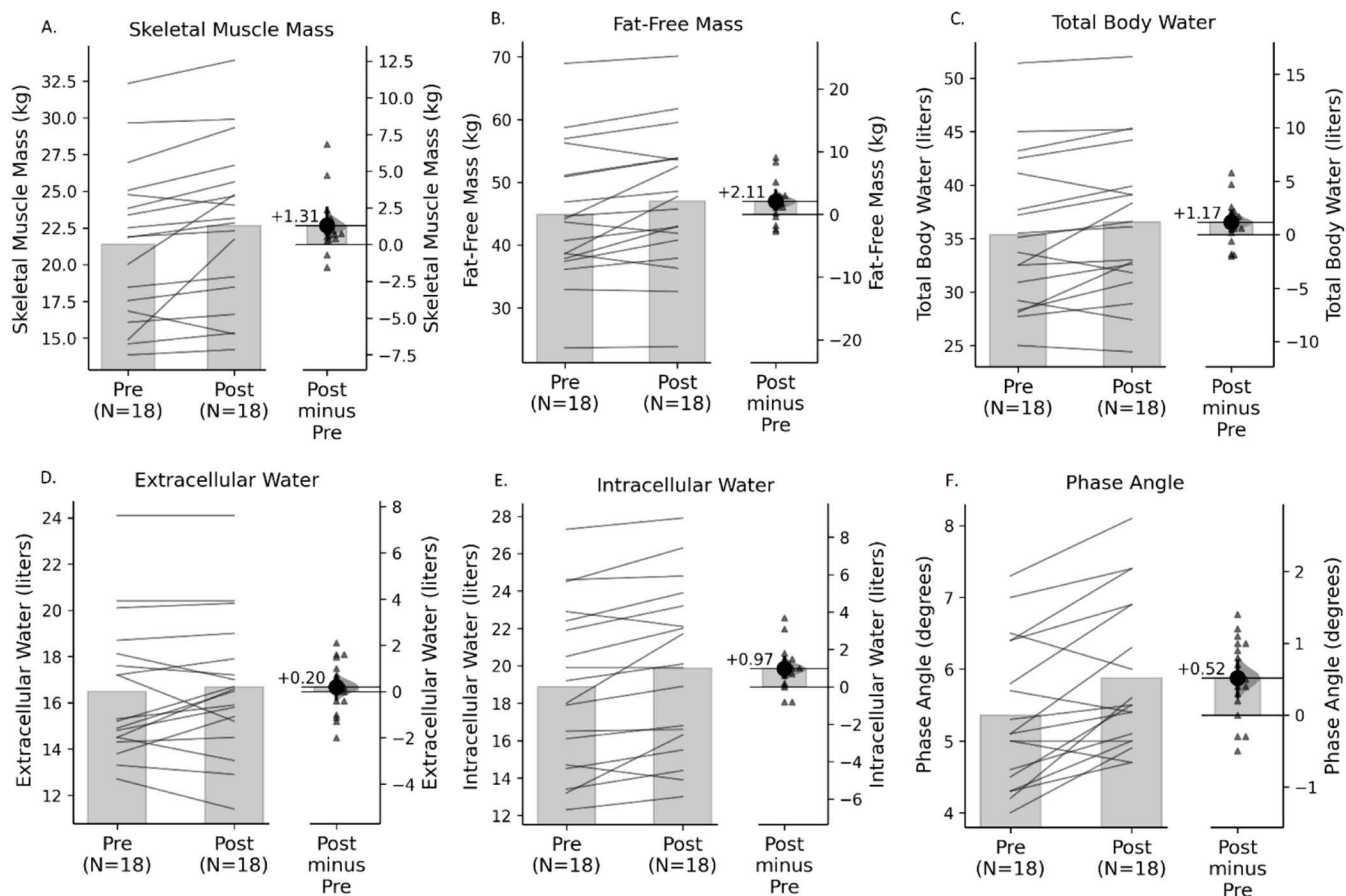 A.
Skeletal Muscle Mass
Skeletal Muscle Mass (kg)
32.5
30.0
27.5
25.0
22.5
20.0
17.5
15.0
+1.31
12.5
10.0
7.5
5.0
2.5
0.0
−2.5
−5.0
−7.5
Skeletal Muscle Mass (kg)
Pre
(N=18)
Post
(N=18)
Post
minus
Pre
B.
Fat-Free Mass
Fat-Free Mass (kg)
70
60
50
40
30
+2.11
20
10
0
−10
−20
Fat-Free Mass (kg)
Pre
(N=18)
Post
(N=18)
Post
minus
Pre
C.
Total Body Water
Total Body Water (liters)
50
45
40
35
30
25
+1.17
15
10
5
0
−5
−10
Total Body Water (liters)
Pre
(N=18)
Post
(N=18)
Post
minus
Pre
D.
Extracellular Water
Extracellular Water (liters)
24
22
20
18
16
14
12
+0.20
8
6
4
2
0
−2
−4
Extracellular Water (liters)
Pre
(N=18)
Post
(N=18)
Post
minus
Pre
E.
Intracellular Water
Intracellular Water (liters)
28
26
24
22
20
18
16
14
12
+0.97
8
6
4
2
0
−2
−4
−6
Intracellular Water (liters)
Pre
(N=18)
Post
(N=18)
Post
minus
Pre
F.
Phase Angle
Phase Angle (degrees)
8
7
6
5
4
+0.52
2
1
0
−1
Phase Angle (degrees)
Pre
(N=18)
Post
(N=18)
Post
minus
Pre